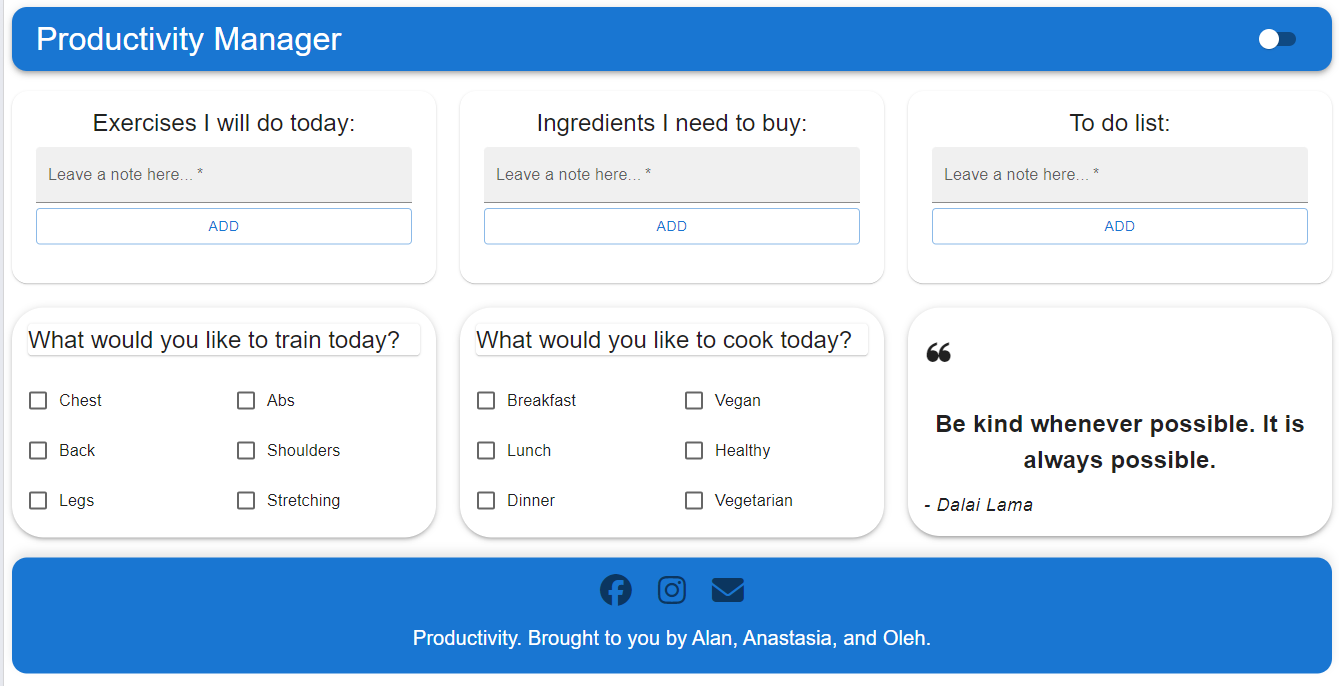 Productivity Manager
Exercises I will do today:
Leave a note here... *
ADD
Ingredients I need to buy:
Leave a note here... *
ADD
To do list:
Leave a note here... *
ADD
What would you like to train today?
Chest
Abs
Back
Shoulders
Legs
Stretching
What would you like to cook today?
Breakfast
Vegan
Lunch
Healthy
Dinner
Vegetarian
❝
Be kind whenever possible. It is
always possible.
- Dalai Lama
Productivity. Brought to you by Alan, Anastasia, and Oleh.